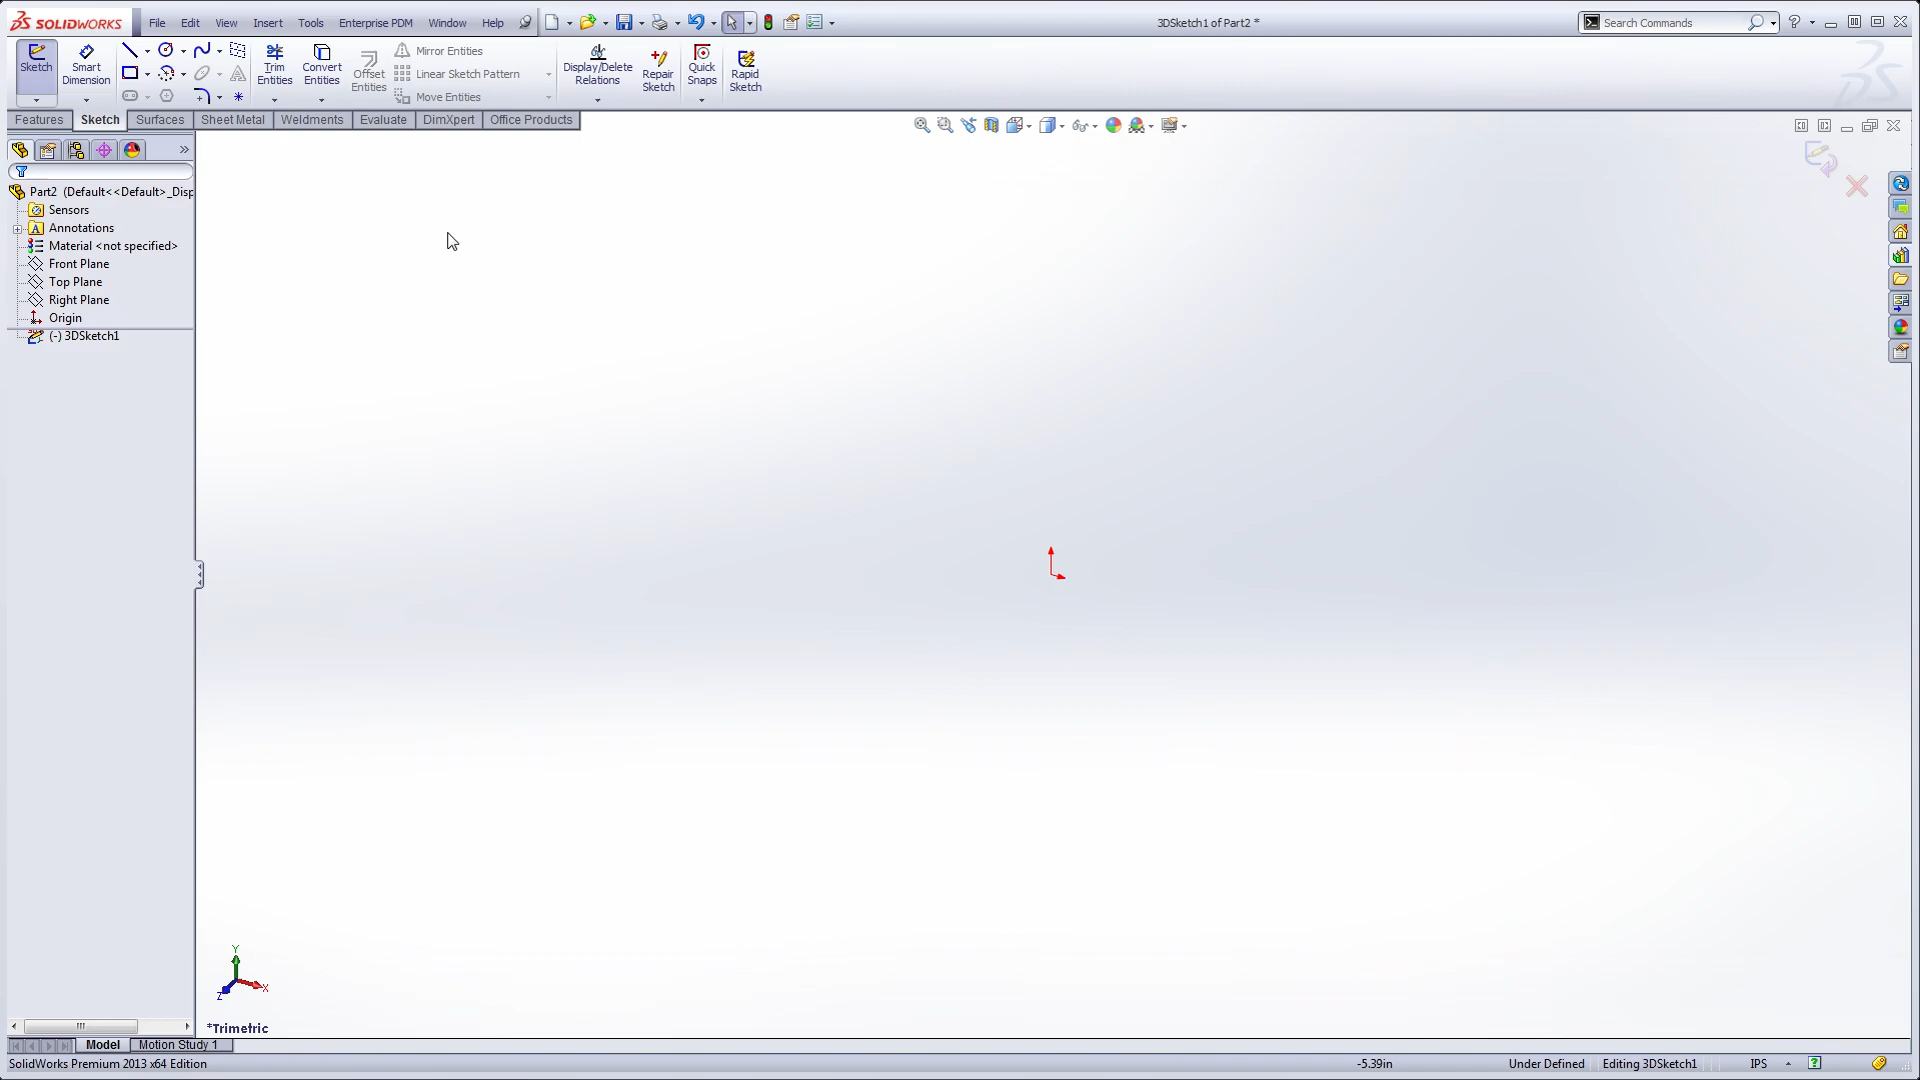 SOLIDWORKS File Edit View Insert Tools Enterprise PDM Window Help 3DSketch1 of Part2 * Search Commands ?
Sketch Smart Dimension Trim Entities Convert Entities Offset Entities Mirror Entities Linear Sketch Pattern Move Entities Display/Delete Relations Repair Sketch Quick Snaps Rapid Sketch
Features Sketch Surfaces Sheet Metal Weldments Evaluate DimXpert Office Products
Part2 (Default<<Default>_Disp
Sensors
A Annotations
Material <not specified>
Front Plane
Top Plane
Right Plane
Origin
(-) 3DSketch1
Y
X
Z
*Trimetric
Model Motion Study 1
SolidWorks Premium 2013 x64 Edition -5.39in Under Defined Editing 3DSketch1 IPS ?